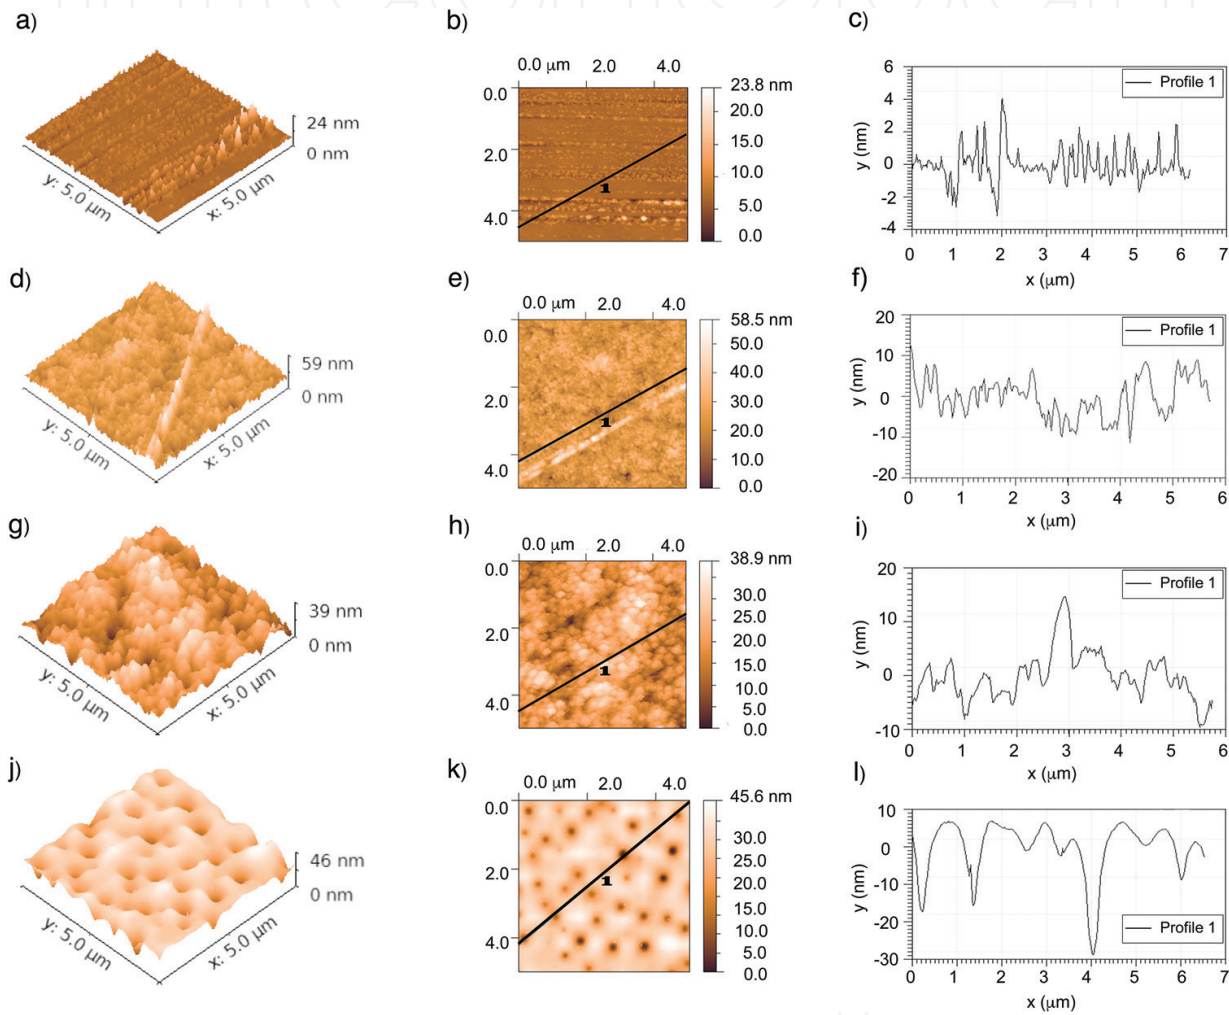 a)
24 nm
0 nm
y: 5.0 µm
x: 5.0 µm
b)
0.0 µm 2.0 4.0
0.0
2.0
4.0
1
23.8 nm
20.0
15.0
10.0
5.0
0.0
c)
6
4
2
0
-2
-4
y (nm)
Profile 1
0 1 2 3 4 5 6 7
x (µm)
d)
59 nm
0 nm
y: 5.0 µm
x: 5.0 µm
e)
0.0 µm 2.0 4.0
0.0
2.0
4.0
1
58.5 nm
50.0
40.0
30.0
20.0
10.0
0.0
f)
20
10
0
-10
-20
y (nm)
Profile 1
0 1 2 3 4 5 6
x (µm)
g)
39 nm
0 nm
y: 5.0 µm
x: 5.0 µm
h)
0.0 µm 2.0 4.0
0.0
2.0
4.0
1
38.9 nm
30.0
25.0
20.0
15.0
10.0
5.0
0.0
i)
20
10
0
-10
y (nm)
Profile 1
0 1 2 3 4 5 6
x (µm)
j)
46 nm
0 nm
y: 5.0 µm
x: 5.0 µm
k)
0.0 µm 2.0 4.0
0.0
2.0
4.0
1
45.6 nm
30.0
25.0
20.0
15.0
10.0
5.0
0.0
l)
10
0
-10
-20
-30
y (nm)
Profile 1
0 1 2 3 4 5 6 7
x (µm)